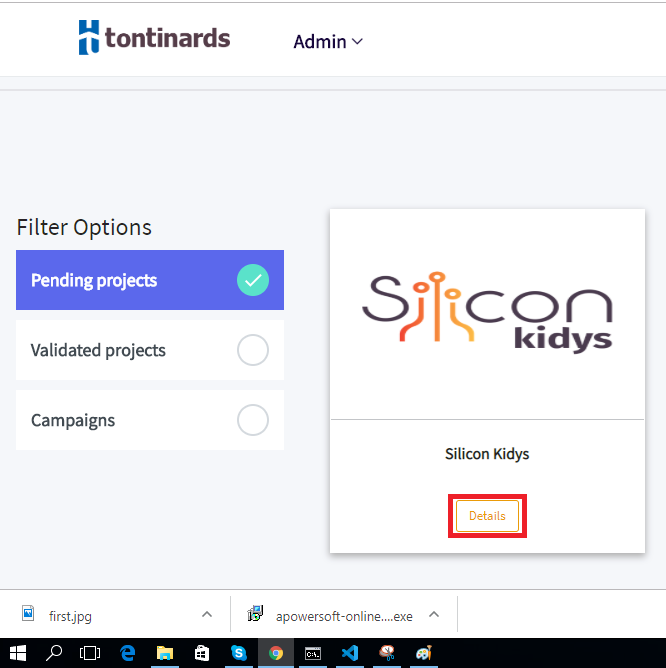 tontinards
Admin
Filter Options
Pending projects
Validated projects
Campaigns
Silicon
kidys
Silicon Kidys
Details
first.jpg
apowersoft-online....exe